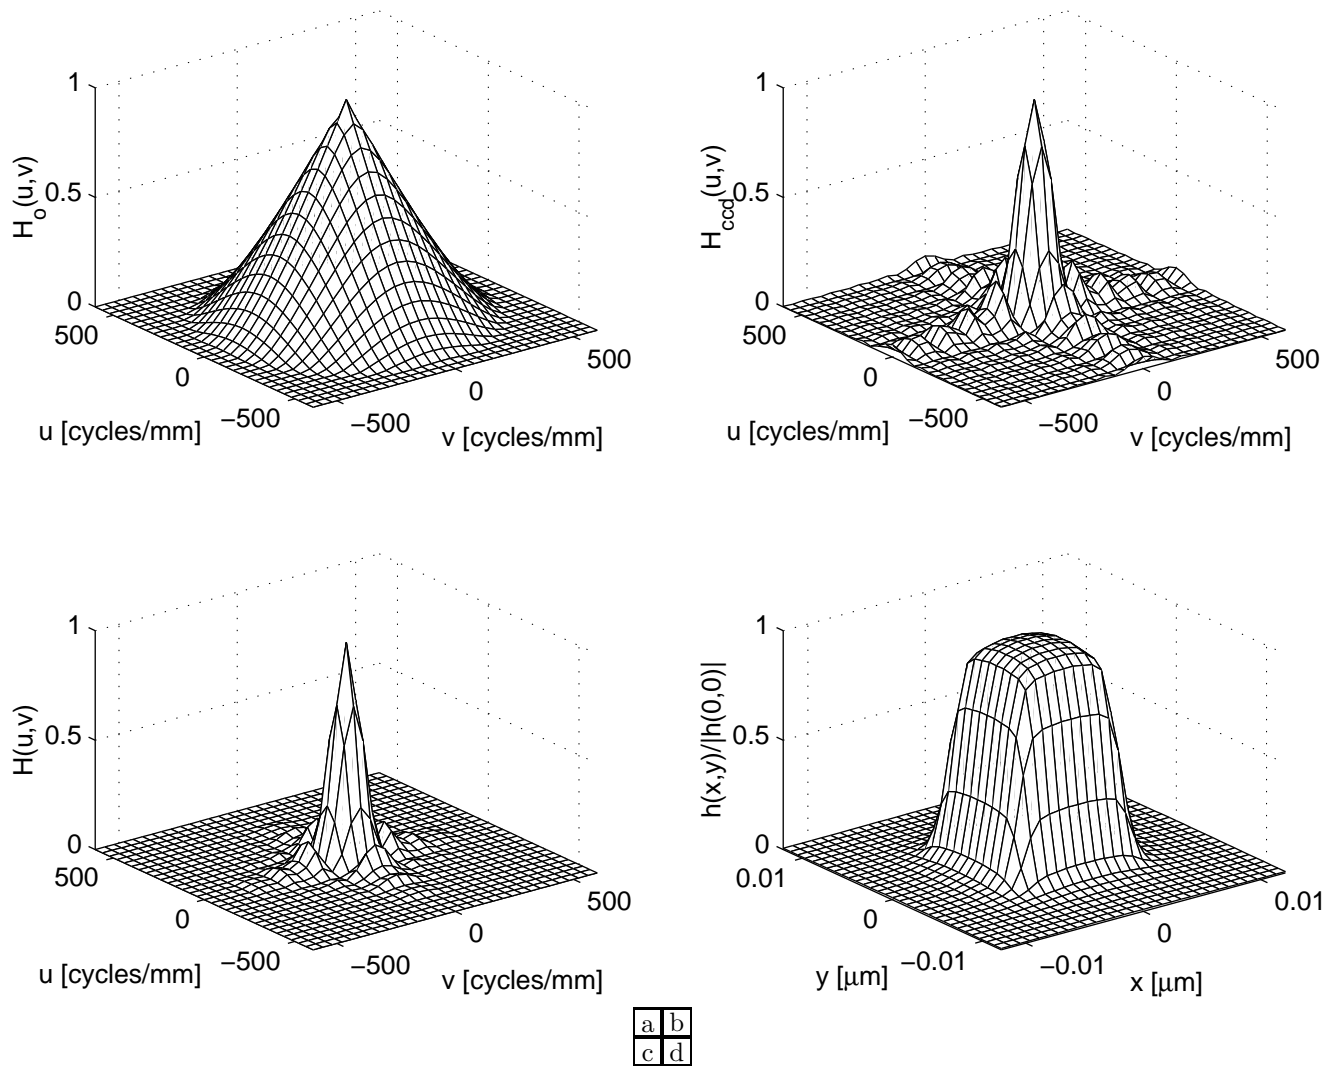 1
0.5
0
H_o(u,v)
500
0
−500
u [cycles/mm]
−500
0
500
v [cycles/mm]
1
0.5
0
H_ccd(u,v)
500
0
−500
u [cycles/mm]
−500
0
500
v [cycles/mm]
1
0.5
0
H(u,v)
500
0
−500
u [cycles/mm]
−500
0
500
v [cycles/mm]
1
0.5
0
h(x,y)/|h(0,0)|
0.01
0
−0.01
y [μm]
−0.01
0
0.01
x [μm]
a b
c d